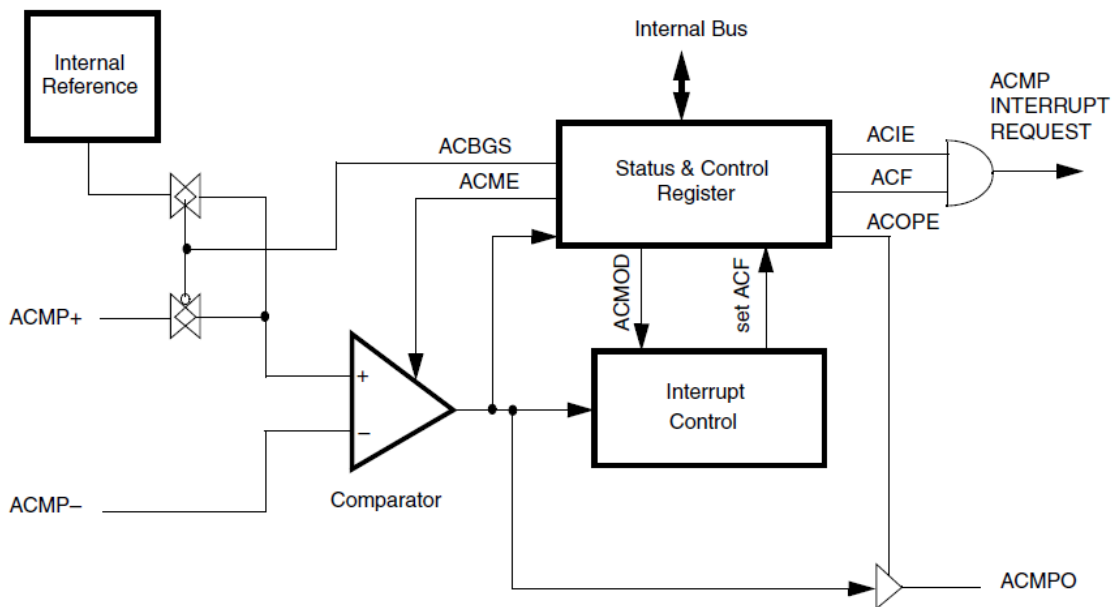 Internal
Reference
Internal Bus
ACMP
INTERRUPT
REQUEST
ACBGS
ACME
Status & Control
Register
ACIE
ACF
ACOPE
ACMOD
set ACF
ACMP+
+
−
Comparator
Interrupt
Control
ACMP–
ACMPO